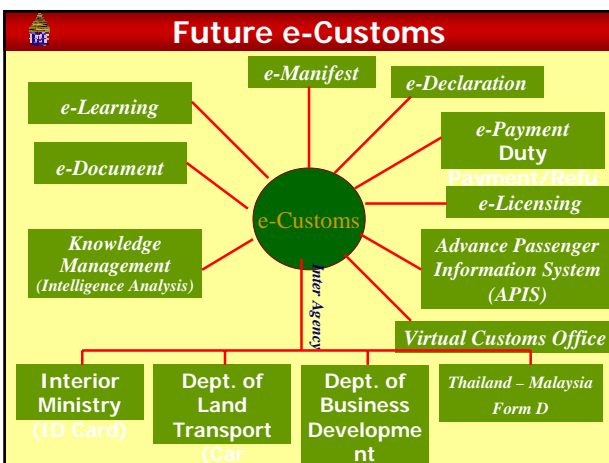 Future e-Customs
e-Manifest
e-Learning
e-Declaration
e-Payment
Duty
Payment/Refu
e-Document
e-Licensing
e-Customs
Knowledge
Management
(Intelligence Analysis)
Advance Passenger
Information System
(APIS)
Inter Agency
Virtual Customs Office
Interior
Ministry
(ID Card)
Dept. of
Land
Transport
(Car
Dept. of
Business
Developme
nt
Thailand – Malaysia
Form D